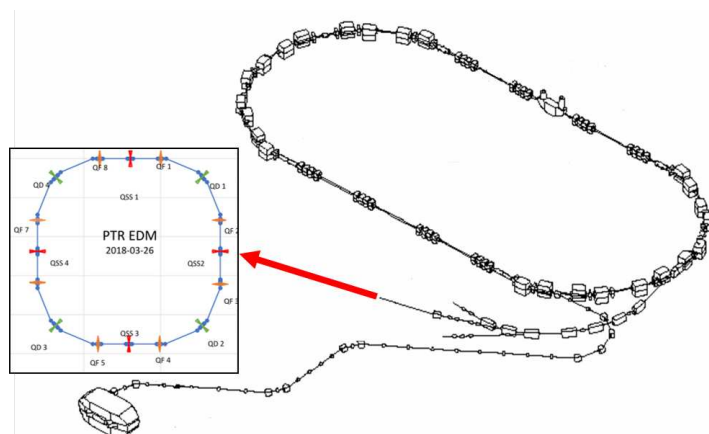 QF 8
QF 1
QD 4
QD 1
QSS 1
QF 7
QF 2
PTR EDM
2018-03-26
QSS 4
QSS2
QF 3
QSS 3
QD 3
QD 2
QF 5
QF 4